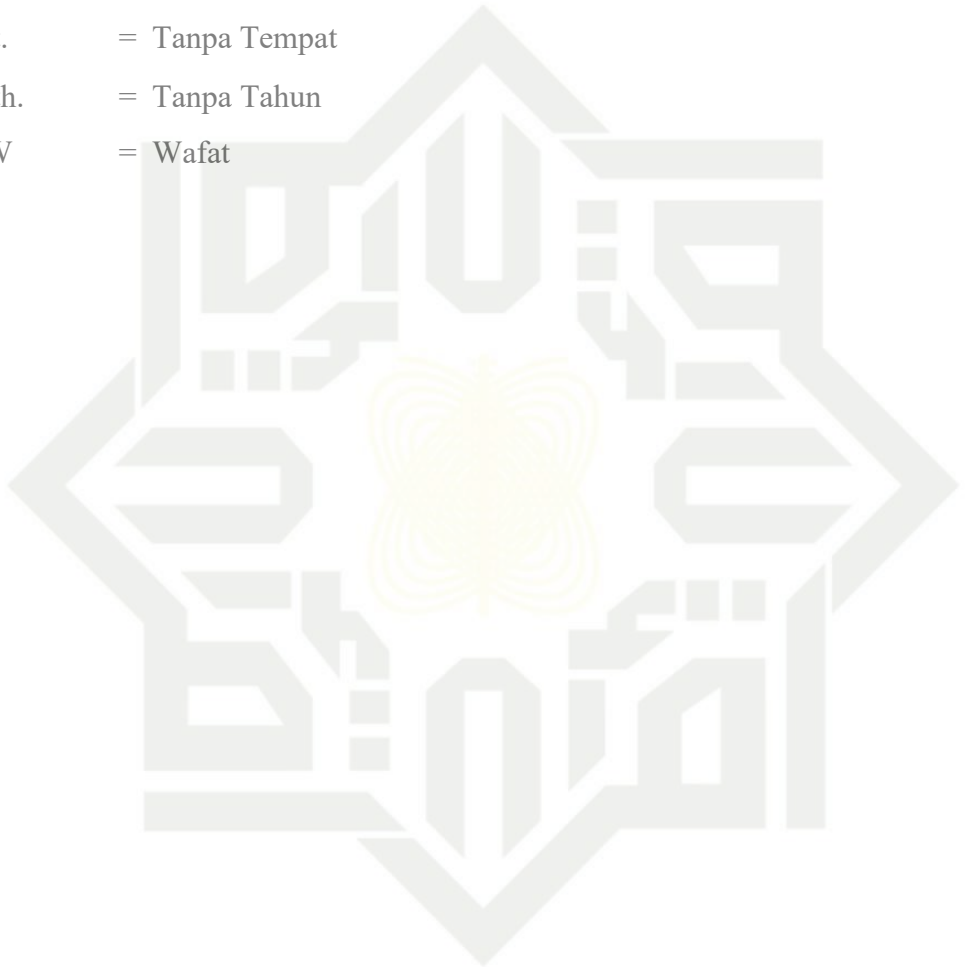 . = Tanpa Tempat
h. = Tanpa Tahun
W = Wafat